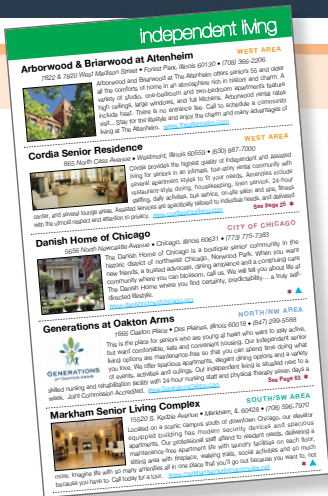 independent living
Arborwood & Briarwood at Altenheim
WEST AREA
7822 & 7820 West Madison Street • Forest Park, Illinois 60130 • (708) 366-2206
Arborwood and Briarwood at The Altenheim offers seniors 55 and older
all the comforts of home in an atmosphere rich in history and charm. A
variety of studio, one-bedroom and two-bedroom apartments feature
high ceilings, large windows, and full kitchens. Arborwood rental rates
include heat. There is no entrance fee. Call to schedule a community
visit... Stay for the lifestyle and enjoy the charm and many advantages of
living at The Altenheim. www.thealtenheim.com
Cordia Senior Residence
WEST AREA
865 North Cass Avenue • Westmont, Illinois 60559 • (630) 887-7000
Cordia provides the highest quality of Independent and Assisted
living for seniors in an intimate, four-story rental community with
several apartment styles to fit your needs. Amenities include
restaurant-style dining, housekeeping, linen service, 24-hour
staffing, daily activities, bus service, on-site salon and spa, fitness
center, and several lounge areas. Assisted services are specifically tailored to individual needs, and delivered
with the utmost respect and attention to privacy. www.cordiaseniorliving.com
See Page 25 *
Danish Home of Chicago
CITY OF CHICAGO
5656 North Newcastle Avenue • Chicago, Illinois 60631 • (773) 775-7383
The Danish Home of Chicago is a boutique senior community in the
historic district of northwest Chicago, Norwood Park. When you want
new friends, a trusted advocate, dining ambiance and a continuing care
community where you can blossom, call us. We will tell you about life at
The Danish Home where you find certainty, predictability... a truly self-
directed lifestyle.
www.danishhomeofchicago.org
* ▲
Generations at Oakton Arms
NORTH/NW AREA
1665 Oakton Place • Des Plaines, Illinois 60018 • (847) 299-5588
GENERATIONS
AT OAKTON ARMS
This is the place for seniors who are young at heart who want to stay active,
but want comfortable, safe and convenient housing. Our independent senior
living options are maintenance-free so that you can spend time doing what
you love. We offer spacious apartments, elegant dining options and a variety
of events, activities and outings. Our independent living is situated next to a
skilled nursing and rehabilitation facility with 24-hour nursing staff and physical therapy seven days a
week. Joint Commission Accredited.
See Page 63 *
Markham Senior Living Complex
SOUTH/SW AREA
15520 S. Kedzie Avenue • Markham, IL 60428 • (708) 596-7970
Located on a scenic campus south of downtown Chicago, our elevator
equipped building has modern security devices and spacious
apartments. Our professional staff attend to resident needs, delivering a
maintenance-free apartment life with laundry facilities on each floor,
sitting area with fireplace, walking trails, social activities and so much
more. Imagine life with so many amenities all in one place that you'll go out because you want to, not
because you have to. Call today for a tour.
* ▲